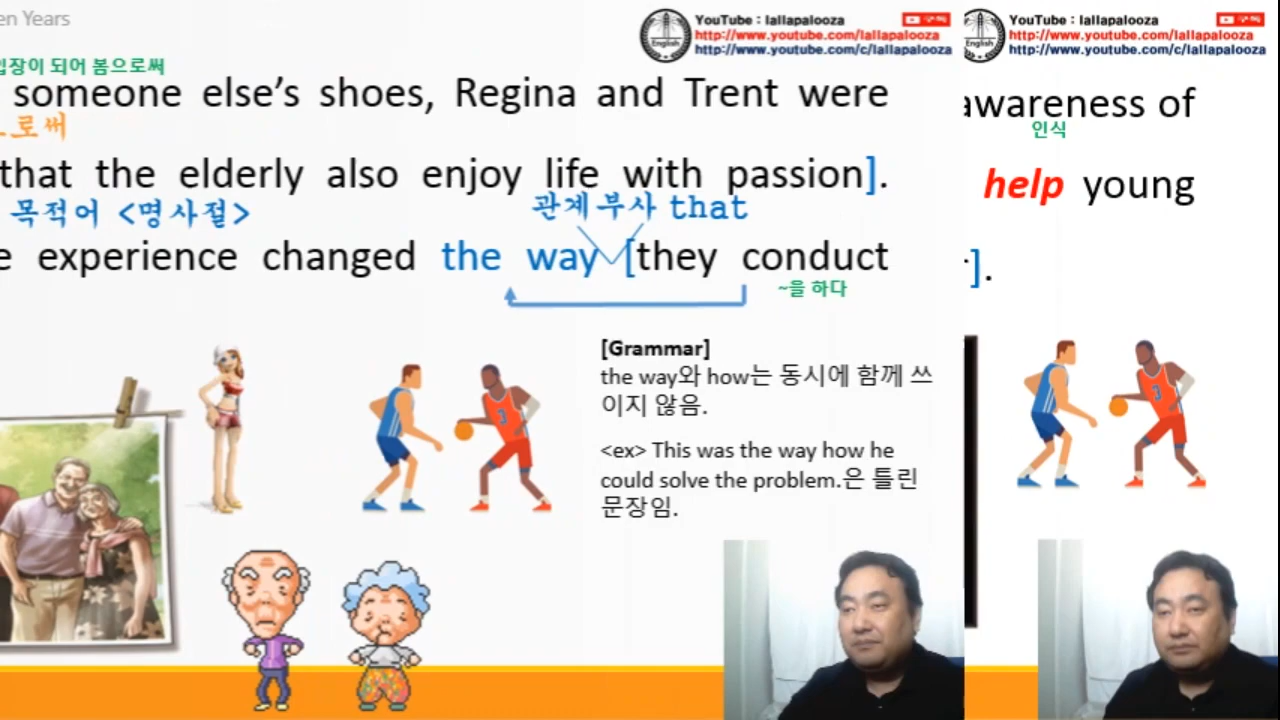 en Years
YouTube : lallapalooza
http://www.youtube.com/lallapalooza
http://www.youtube.com/c/lallapalooza
English
입장이 되어 봄으로써
someone else's shoes, Regina and Trent were
으로써
that the elderly also enjoy life with passion].
목적어 <명사절>
관계부사 that
e experience changed the way [they conduct
~을 하다
[Grammar]
the way와 how는 동시에 함께 쓰
이지 않음.
<ex> This was the way how he
could solve the problem.은 틀린
문장임.
YouTube : lallapalooza
http://www.youtube.com/lallapalooza
http://www.youtube.com/c/lallapalooza
English
awareness of
인식
help young
].